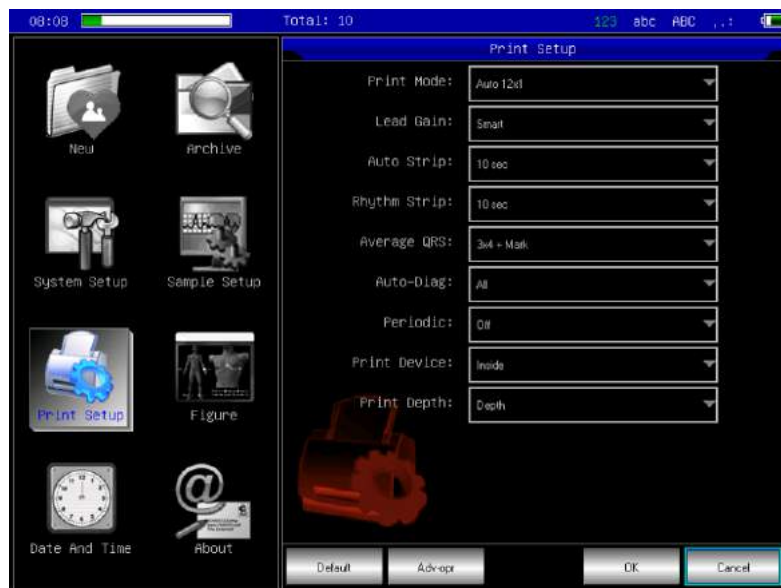 08:08 Total: 10 123 abc ABC ,.:
Print Setup
Print Mode: Auto 12x1
Lead Gain: Smart
Auto Strip: 10 sec
Rhythm Strip: 10 sec
Average QRS: 3x4 + Mark
Auto-Diag: All
Periodic: Off
Print Device: Inside
Print Depth: Depth
New Archive
System Setup Sample Setup
Print Setup Figure
Date And Time About
Default Adv-opr OK Cancel